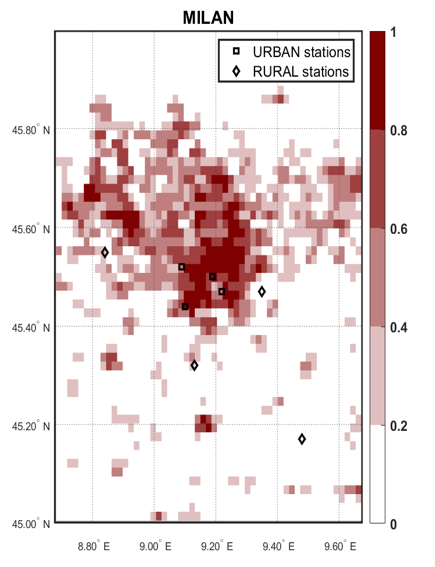 MILAN
URBAN stations
RURAL stations
45.80° N
45.60° N
45.40° N
45.20° N
45.00° N
8.80° E
9.00° E
9.20° E
9.40° E
9.60° E
1
0.8
0.6
0.4
0.2
0